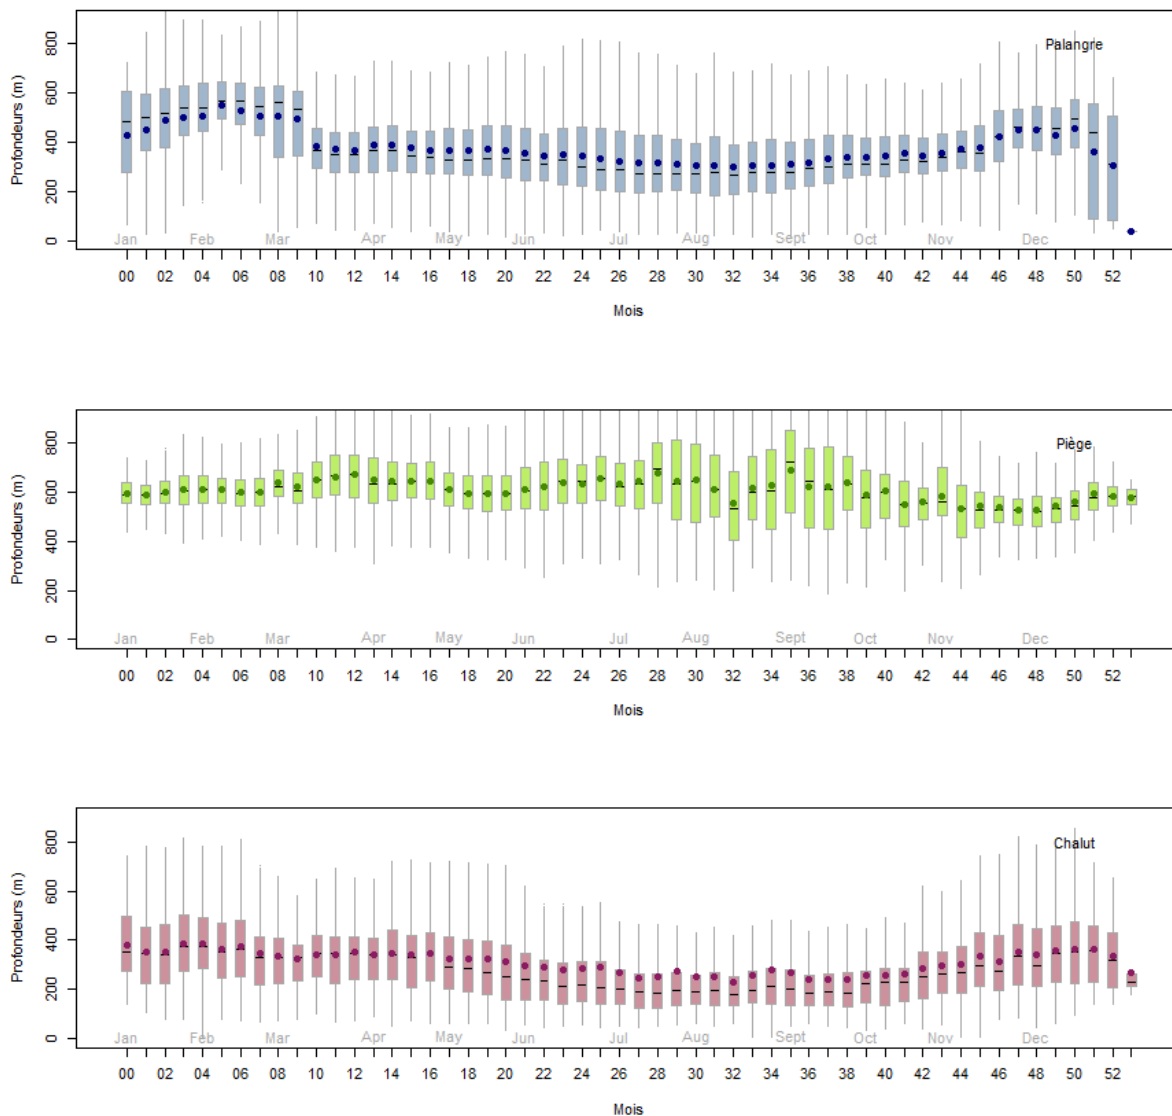 Profondeurs (m)
800
600
400
200
0
Palangre
Jan Feb Mar Apr May Jun Jul Aug Sept Oct Nov Dec
00 02 04 06 08 10 12 14 16 18 20 22 24 26 28 30 32 34 36 38 40 42 44 46 48 50 52
Mois
Profondeurs (m)
800
600
400
200
0
Piège
Jan Feb Mar Apr May Jun Jul Aug Sept Oct Nov Dec
00 02 04 06 08 10 12 14 16 18 20 22 24 26 28 30 32 34 36 38 40 42 44 46 48 50 52
Mois
Profondeurs (m)
800
600
400
200
0
Chalut
Jan Feb Mar Apr May Jun Jul Aug Sept Oct Nov Dec
00 02 04 06 08 10 12 14 16 18 20 22 24 26 28 30 32 34 36 38 40 42 44 46 48 50 52
Mois